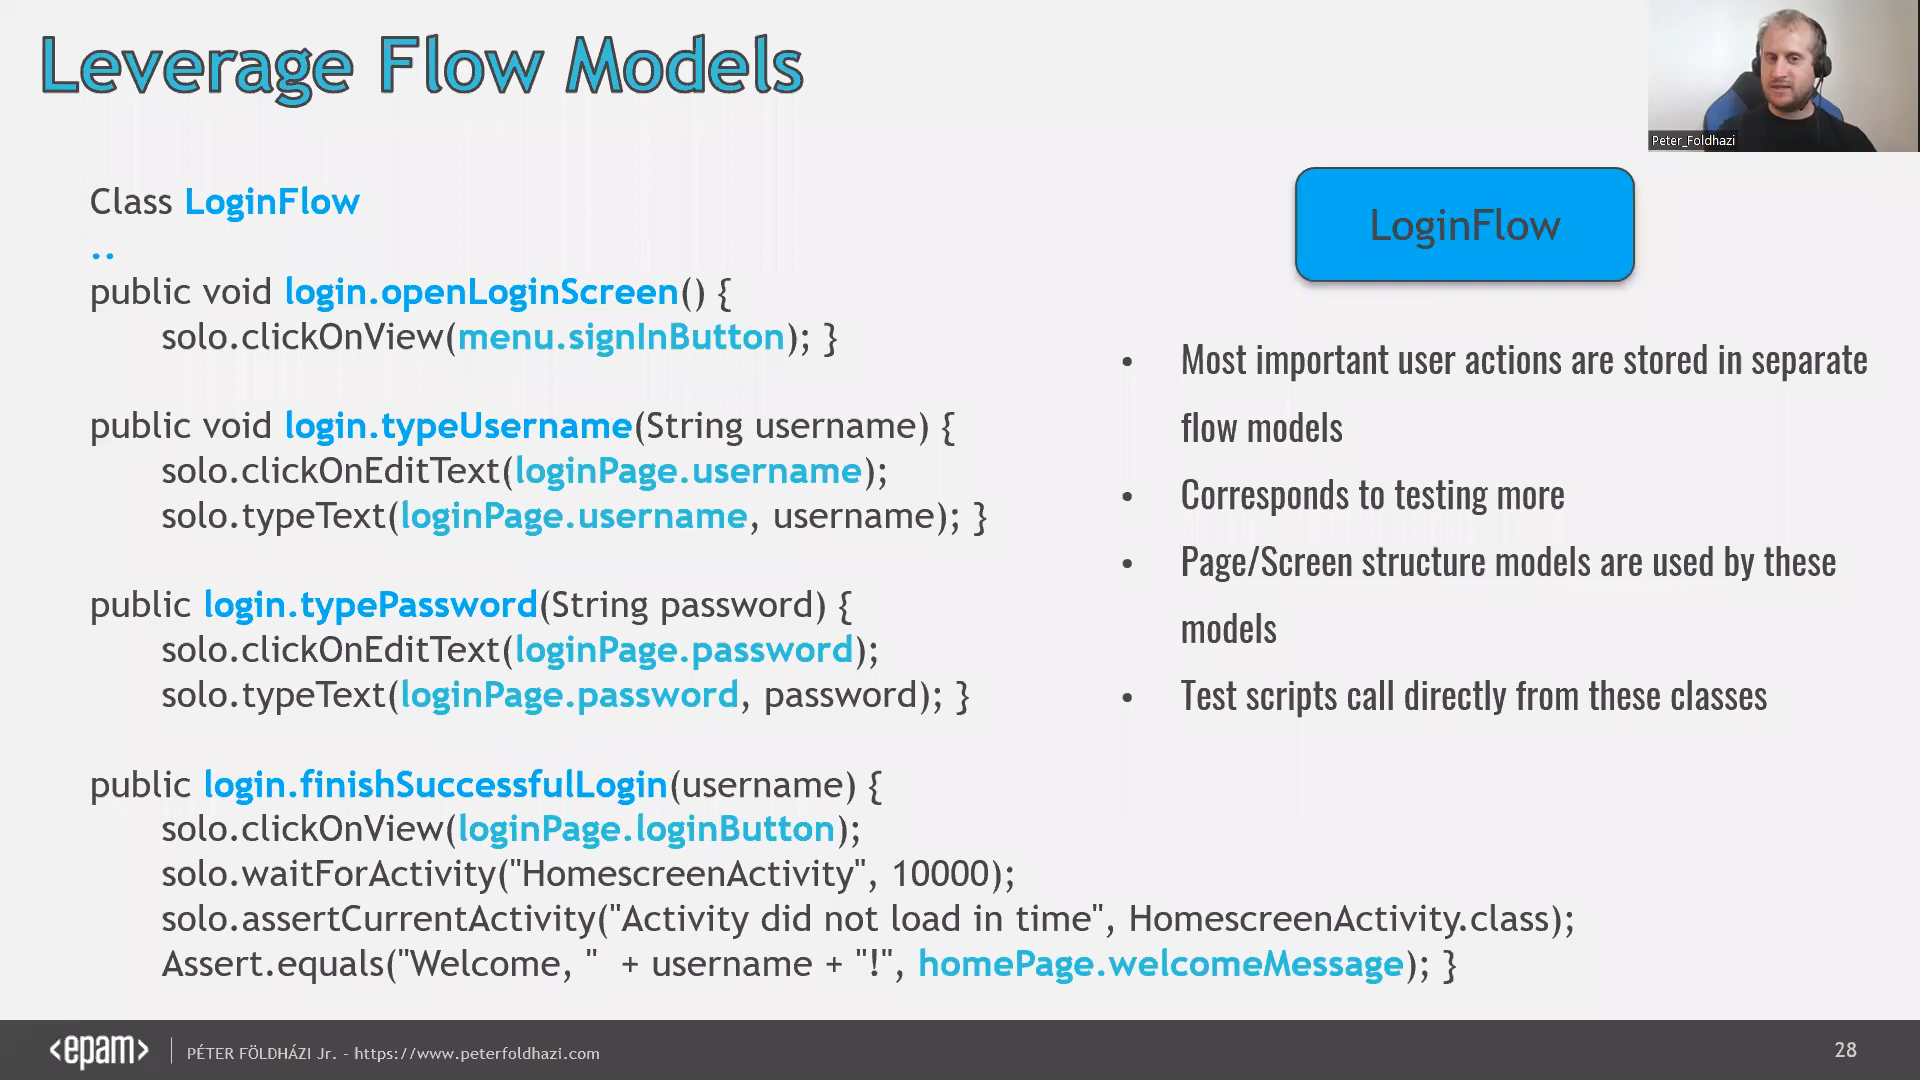 Leverage Flow Models
Peter_Foldhazi
Class LoginFlow
..
public void login.openLoginScreen() {
solo.clickOnView(menu.signInButton); }
public void login.typeUsername(String username) {
solo.clickOnEditText(loginPage.username);
solo.typeText(loginPage.username, username); }
public login.typePassword(String password) {
solo.clickOnEditText(loginPage.password);
solo.typeText(loginPage.password, password); }
public login.finishSuccessfulLogin(username) {
solo.clickOnView(loginPage.loginButton);
solo.waitForActivity("HomescreenActivity", 10000);
solo.assertCurrentActivity("Activity did not load in time", HomescreenActivity.class);
Assert.equals("Welcome, " + username + "!", homePage.welcomeMessage); }
LoginFlow
• Most important user actions are stored in separate
flow models
• Corresponds to testing more
• Page/Screen structure models are used by these
models
• Test scripts call directly from these classes
<epam> | PÉTER FÖLDHÁZI Jr. - https://www.peterfoldhazi.com
28